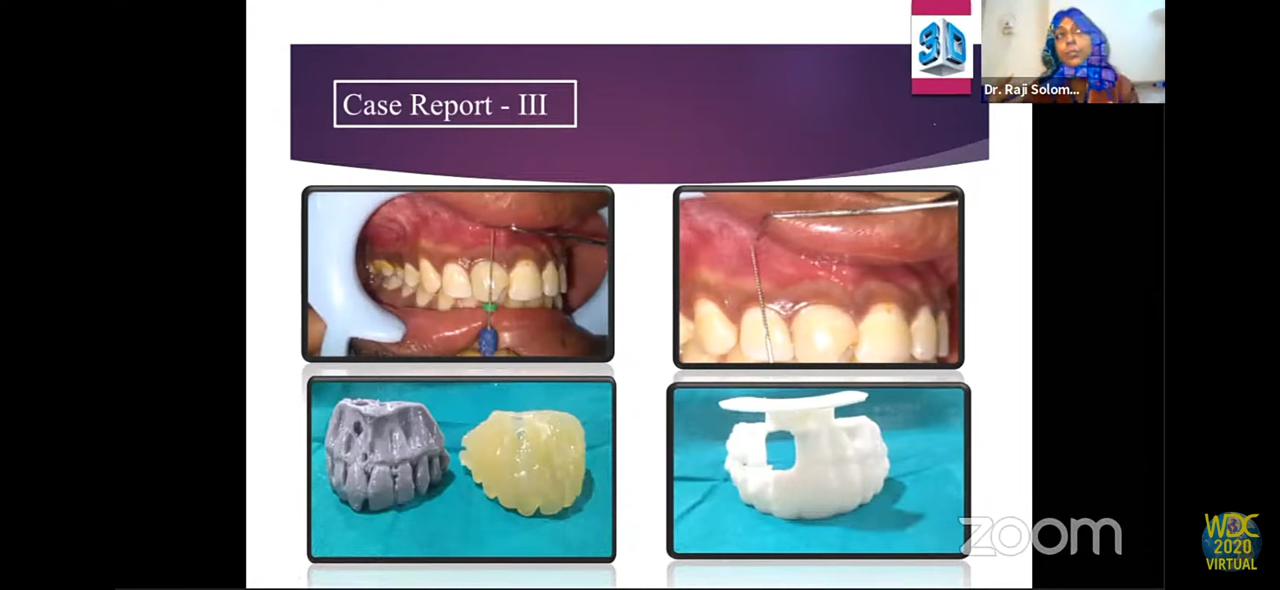 3D
Dr. Raji Solom...
Case Report - III
zoom
WDC
2020
VIRTUAL